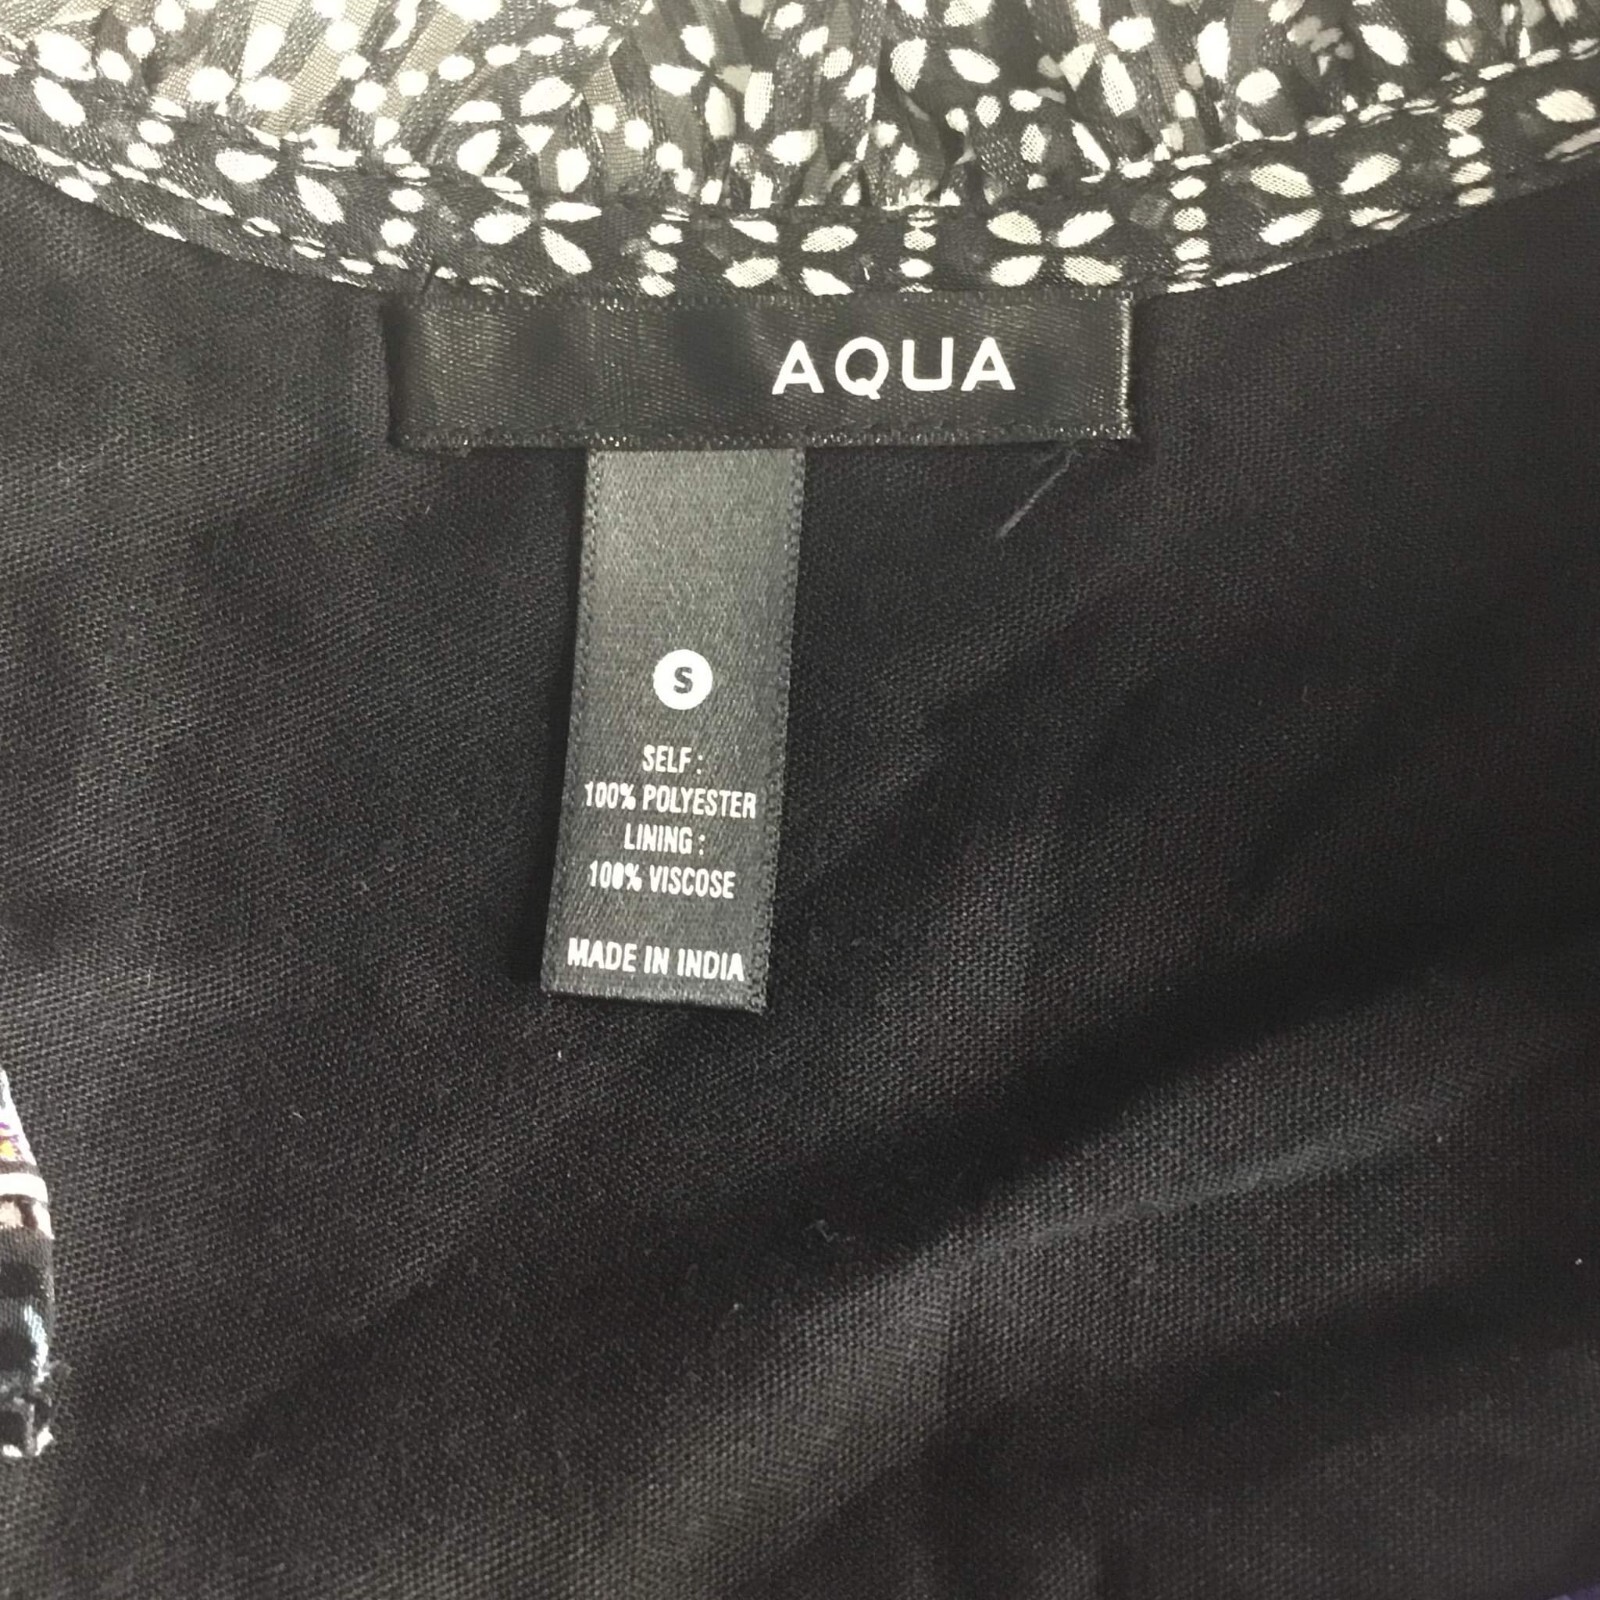 AQUA
S
SELF :
100% POLYESTER
LINING :
100% VISCOSE
MADE IN INDIA